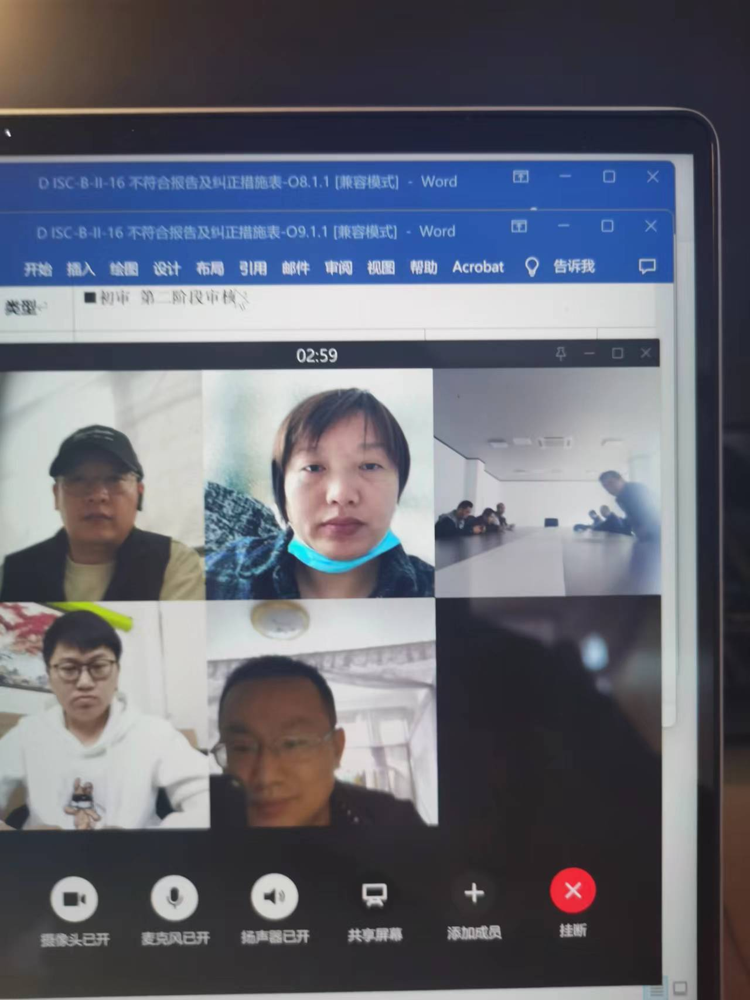 D ISC-B-II-16 不符合报告及纠正措施表-O8.1.1 [兼容模式] - Word
D ISC-B-II-16 不符合报告及纠正措施表-O9.1.1 [兼容模式] - Word
开始 插入 绘图 设计 布局 引用 邮件 审阅 视图 帮助 Acrobat 告诉我
类型 ■初审 第二阶段审核
02:59
摄像头已开 麦克风已开 扬声器已开 共享屏幕 添加成员 挂断